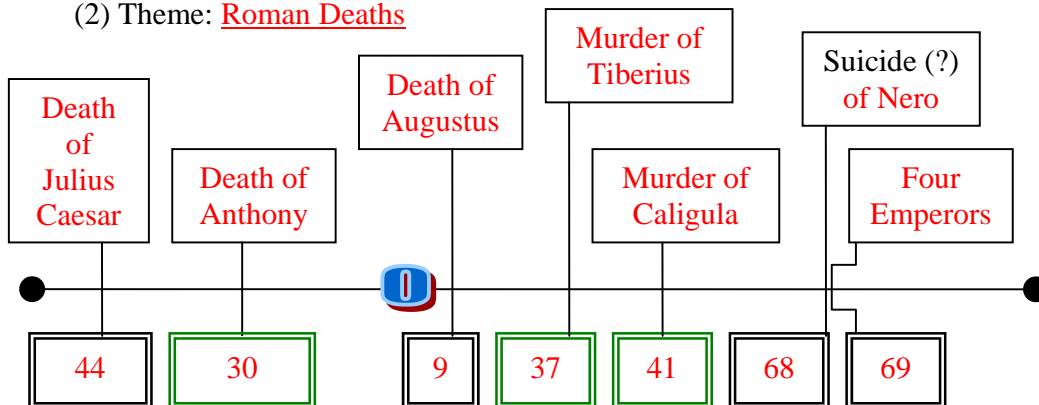 (2) Theme: Roman Deaths
Death
of
Julius
Caesar
Death of
Anthony
Death of
Augustus
Murder of
Tiberius
Murder of
Caligula
Suicide (?)
of Nero
Four
Emperors
44
30
9
37
41
68
69